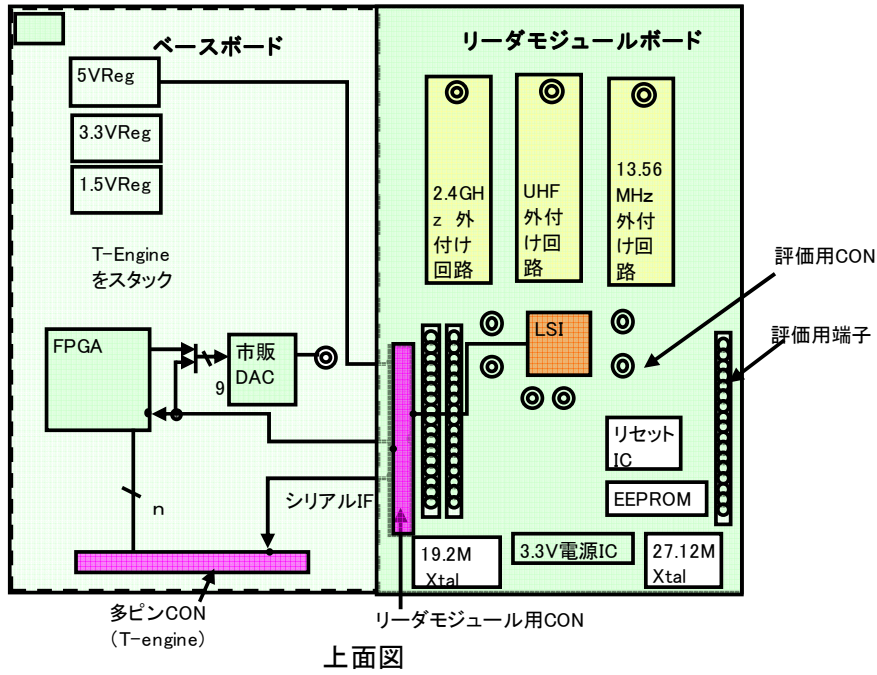 ベースボード
リーダモジュールボード
5VReg
3.3VReg
1.5VReg
T-Engine
をスタック
FPGA
市販
DAC
9
n
シリアルIF
2.4GH
z 外
付け
回路
UHF
外付
け回
路
13.56
MHz
外付
け回
路
LSI
評価用CON
評価用端子
リセット
IC
EEPROM
19.2M
Xtal
3.3V電源IC
27.12M
Xtal
多ピンCON
(T-engine)
リーダモジュール用CON
上面図